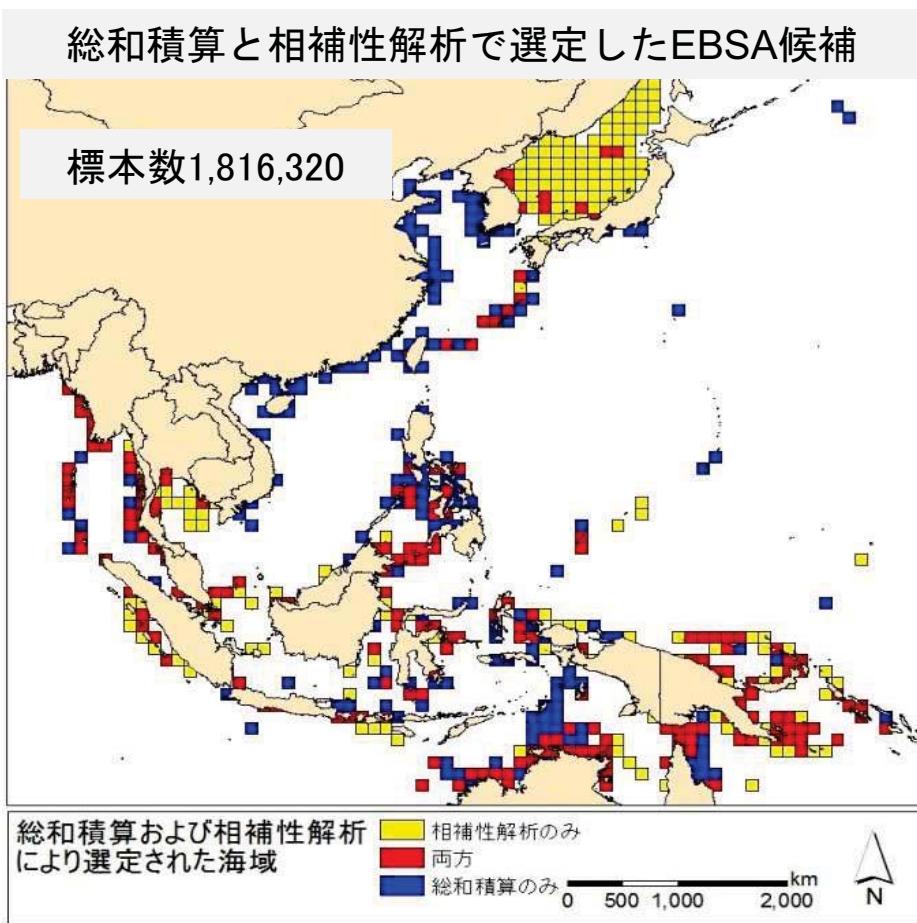 総和積算と相補性解析で選定したEBSA候補
標本数1,816,320
総和積算および相補性解析
により選定された海域
相補性解析のみ
両方
総和積算のみ
0 500 1,000 2,000 km
N